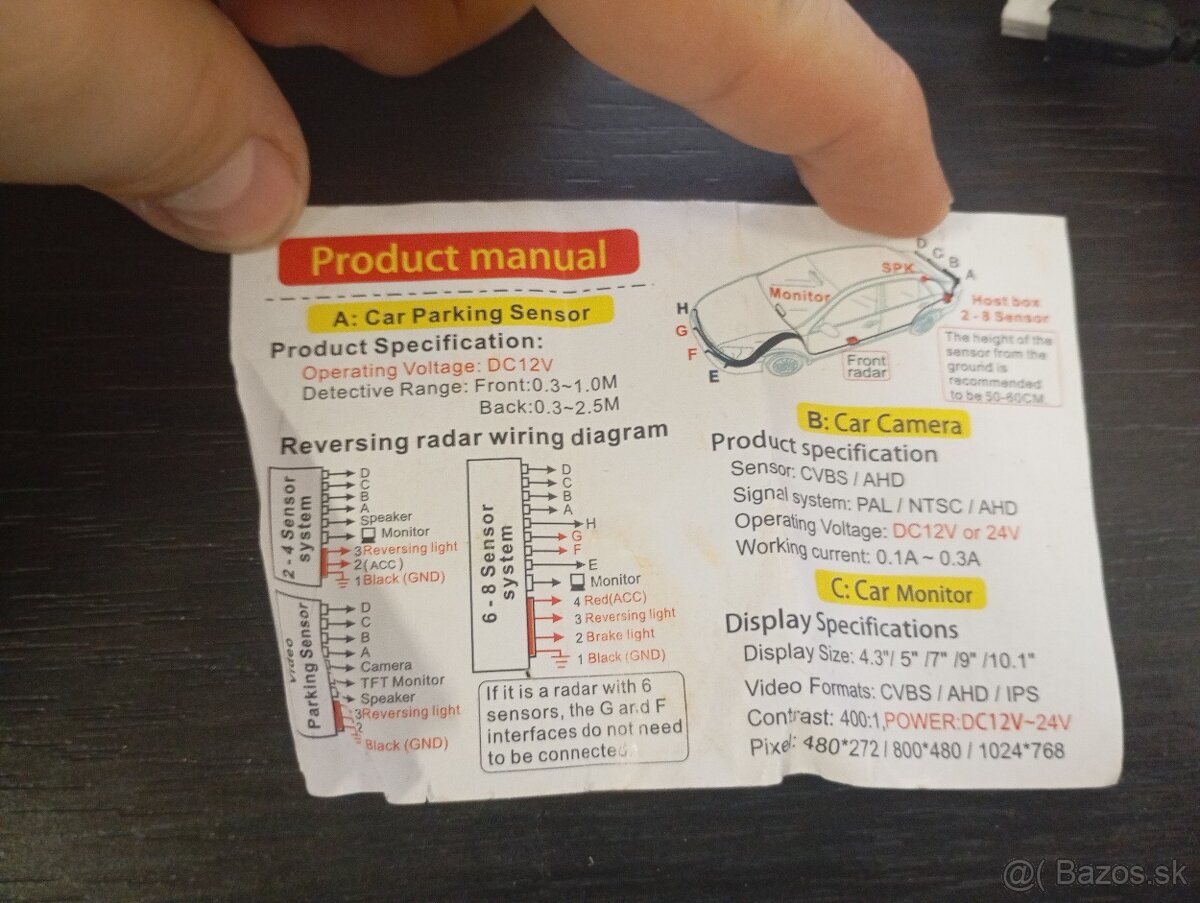 Product manual
A: Car Parking Sensor
Product Specification:
Operating Voltage: DC12V
Detective Range: Front:0.3~1.0M
Back:0.3~2.5M
Reversing radar wiring diagram
2 - 4 Sensor
system
D
C
B
A
Speaker
Monitor
3 Reversing light
2 (ACC)
1 Black (GND)
Video
Parking Sensor
D
C
B
A
Camera
TFT Monitor
Speaker
3 Reversing light
2
Black (GND)
6 - 8 Sensor
system
D
C
B
A
H
G
F
E
Monitor
4 Red(ACC)
3 Reversing light
2 Brake light
1 Black (GND)
If it is a radar with 6
sensors, the G and F
interfaces do not need
to be connected
D
C
B
A
SPK
Monitor
Host box
2 - 8 Sensor
H
G
F
E
Front
radar
The height of the
sensor from the
ground is
recommended
to be 50-60CM.
B: Car Camera
Product specification
Sensor: CVBS / AHD
Signal system: PAL / NTSC / AHD
Operating Voltage: DC12V or 24V
Working current: 0.1A ~ 0.3A
C: Car Monitor
Display Specifications
Display Size: 4.3"/ 5" /7" /9" /10.1"
Video Formats: CVBS / AHD / IPS
Contrast: 400:1,POWER:DC12V~24V
Pixel: 480*272 / 800*480 / 1024*768
@( Bazos.sk